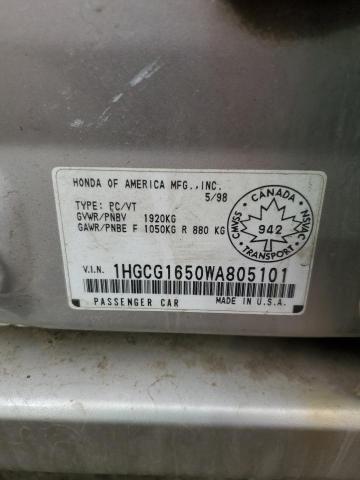 HONDA OF AMERICA MFG.,INC.
5/98
TYPE: PC/VT
GVWR/PNBV 1920KG
GAWR/PNBE F 1050KG R 880 KG
CANADA
CMVSS
942
NSVAC
TRANSPORT
V.I.N. 1HGCG1650WA805101
PASSENGER CAR MADE IN U.S.A.